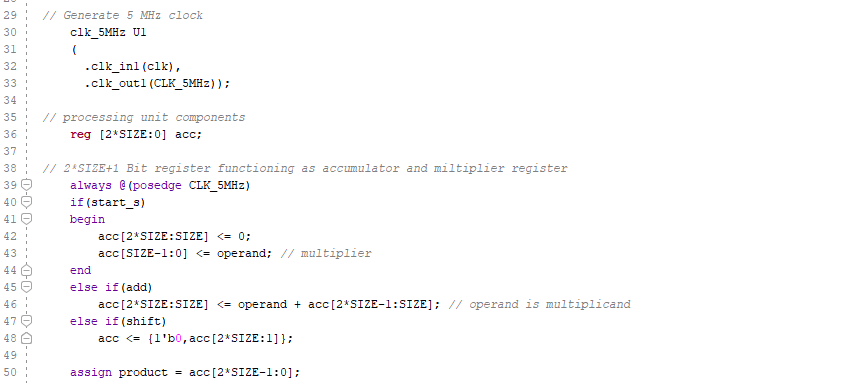 29 // Generate 5 MHz clock
30 clk_5MHz U1
31 (
32 .clk_in1(clk),
33 .clk_out1(CLK_5MHz));
34
35 // processing unit components
36 reg [2*SIZE:0] acc;
37
38 // 2*SIZE+1 Bit register functioning as accumulator and miltiplier register
39 always @(posedge CLK_5MHz)
40 if(start_s)
41 begin
42 acc[2*SIZE:SIZE] <= 0;
43 acc[SIZE-1:0] <= operand; // multiplier
44 end
45 else if(add)
46 acc[2*SIZE:SIZE] <= operand + acc[2*SIZE-1:SIZE]; // operand is multiplicand
47 else if(shift)
48 acc <= {1'b0,acc[2*SIZE:1]};
49
50 assign product = acc[2*SIZE-1:0];